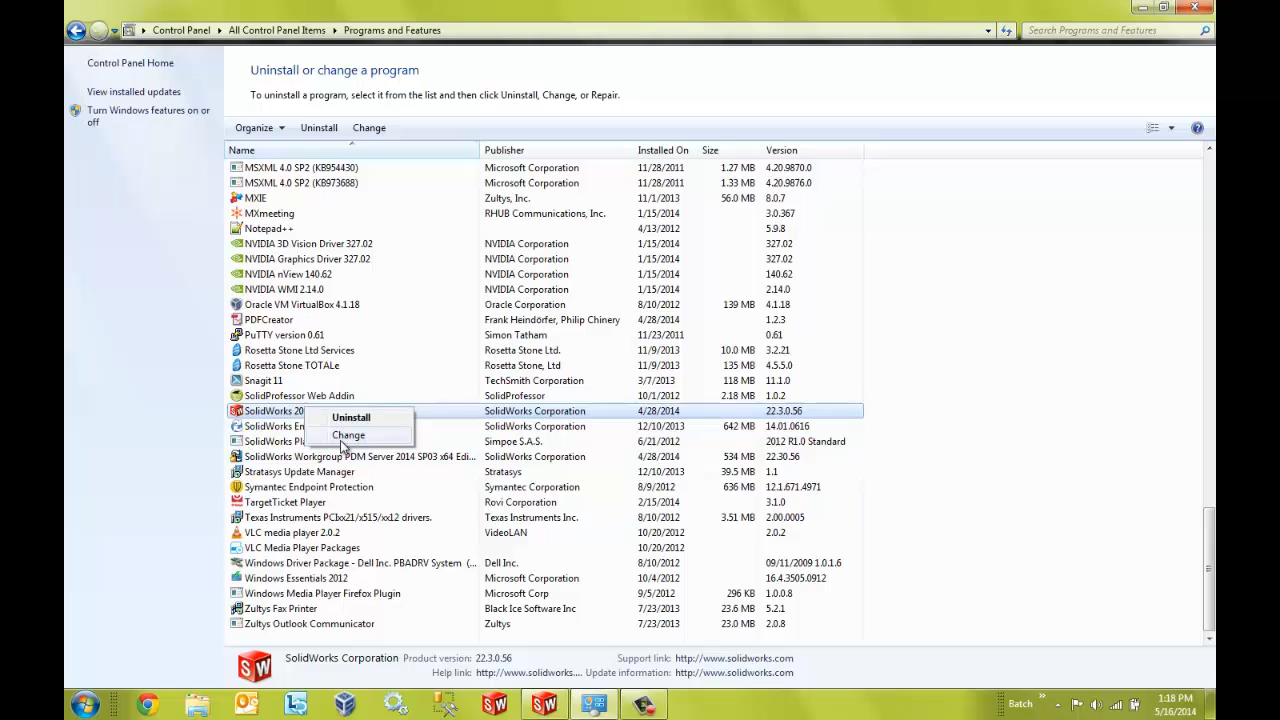 Control Panel All Control Panel Items Programs and Features Search Programs and Features
Control Panel Home
View installed updates
Turn Windows features on or
off
Uninstall or change a program
To uninstall a program, select it from the list and then click Uninstall, Change, or Repair.
Organize Uninstall Change
Name Publisher Installed On Size Version
MSXML 4.0 SP2 (KB954430) Microsoft Corporation 11/28/2011 1.27 MB 4.20.9870.0
MSXML 4.0 SP2 (KB973688) Microsoft Corporation 11/28/2011 1.33 MB 4.20.9876.0
MXIE Zultys, Inc. 11/1/2013 56.0 MB 8.0.7
MXmeeting RHUB Communications, Inc. 1/15/2014 3.0.367
Notepad++ 4/13/2012 5.9.8
NVIDIA 3D Vision Driver 327.02 NVIDIA Corporation 1/15/2014 327.02
NVIDIA Graphics Driver 327.02 NVIDIA Corporation 1/15/2014 327.02
NVIDIA nView 140.62 NVIDIA Corporation 1/15/2014 140.62
NVIDIA WMI 2.14.0 NVIDIA Corporation 1/15/2014 2.14.0
Oracle VM VirtualBox 4.1.18 Oracle Corporation 8/10/2012 139 MB 4.1.18
PDFCreator Frank Heindörfer, Philip Chinery 4/28/2014 1.2.3
PuTTY version 0.61 Simon Tatham 11/23/2011 0.61
Rosetta Stone Ltd Services Rosetta Stone Ltd. 11/9/2013 10.0 MB 3.2.21
Rosetta Stone TOTALe Rosetta Stone, Ltd 11/9/2013 135 MB 4.5.5.0
Snagit 11 TechSmith Corporation 3/7/2013 118 MB 11.1.0
SolidProfessor Web Addin SolidProfessor 10/1/2012 2.18 MB 1.0.2
SolidWorks 20 SolidWorks Corporation 4/28/2014 22.3.0.56
Uninstall
SolidWorks En SolidWorks Corporation 12/10/2013 642 MB 14.01.0616
Change
SolidWorks Pla Simpoe S.A.S. 6/21/2012 2012 R1.0 Standard
SolidWorks Workgroup PDM Server 2014 SP03 x64 Edi... SolidWorks Corporation 4/28/2014 534 MB 22.30.56
Stratasys Update Manager Stratasys 12/10/2013 39.5 MB 1.1
Symantec Endpoint Protection Symantec Corporation 8/9/2012 636 MB 12.1.671.4971
TargetTicket Player Rovi Corporation 2/15/2014 3.1.0
Texas Instruments PCIxx21/x515/xx12 drivers. Texas Instruments Inc. 8/10/2012 3.51 MB 2.00.0005
VLC media player 2.0.2 VideoLAN 10/20/2012 2.0.2
VLC Media Player Packages 10/20/2012
Windows Driver Package - Dell Inc. PBADRV System (... Dell Inc. 8/10/2012 09/11/2009 1.0.1.6
Windows Essentials 2012 Microsoft Corporation 10/4/2012 16.4.3505.0912
Windows Media Player Firefox Plugin Microsoft Corp 9/5/2012 296 KB 1.0.0.8
Zultys Fax Printer Black Ice Software Inc 7/23/2013 23.6 MB 5.2.1
Zultys Outlook Communicator Zultys 7/23/2013 23.0 MB 2.0.8
SW SolidWorks Corporation Product version: 22.3.0.56 Support link: http://www.solidworks.com
Help link: http://www.solidworks.... Update information: http://www.solidworks.com
Batch 1:18 PM
5/16/2014